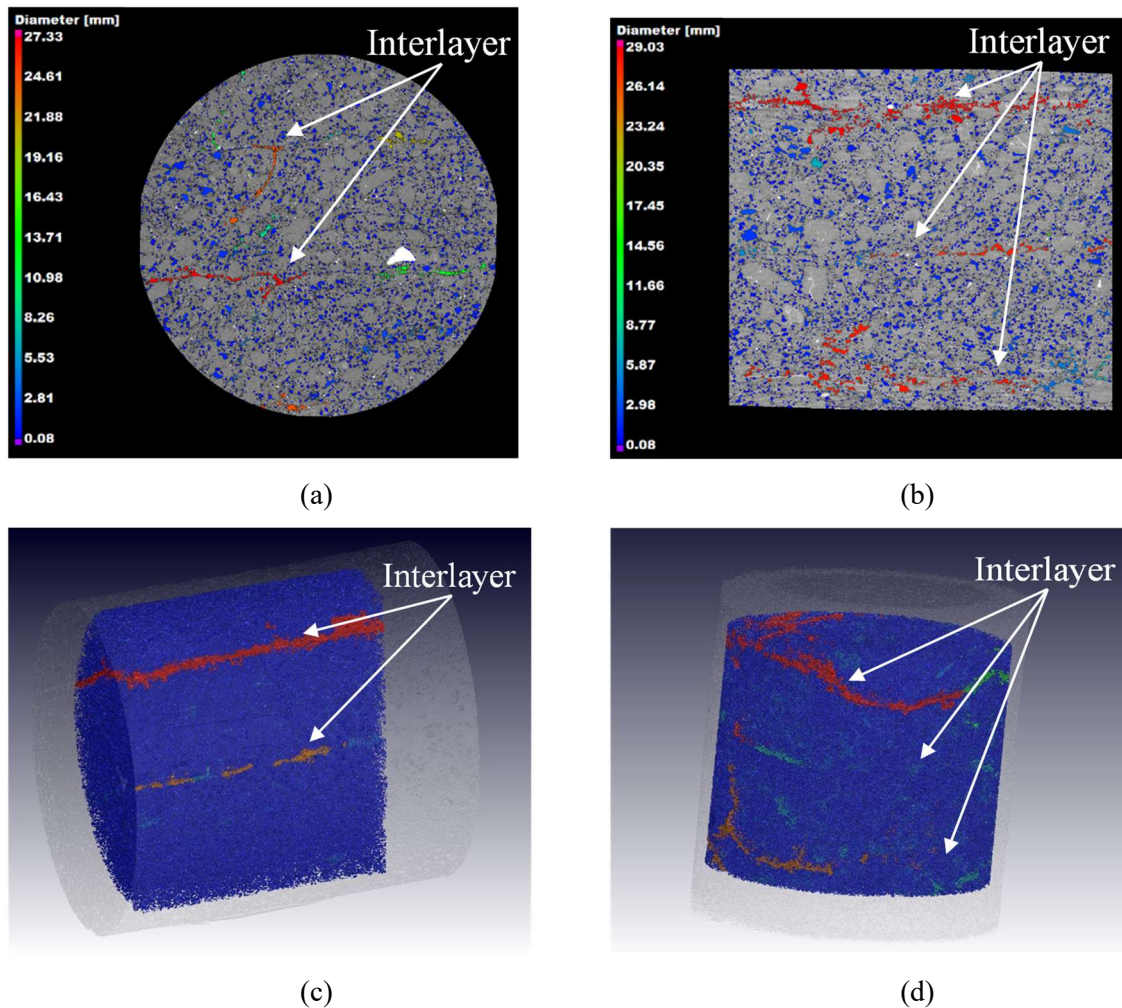 Diameter [mm]
27.33
24.61
21.88
19.16
16.43
13.71
10.98
8.26
5.53
2.81
0.08
Interlayer
(a)
Diameter [mm]
29.03
26.14
23.24
20.35
17.45
14.56
11.66
8.77
5.87
2.98
0.08
Interlayer
(b)
Interlayer
(c)
Interlayer
(d)